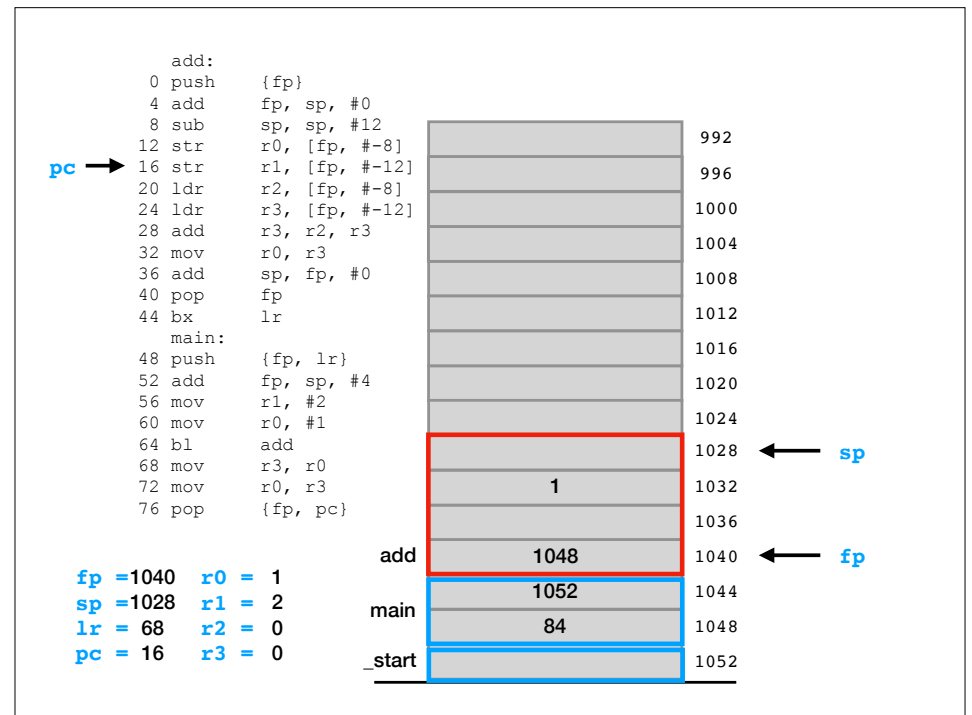 add:
0 push {fp}
4 add fp, sp, #0
8 sub sp, sp, #12
12 str r0, [fp, #-8]
pc 16 str r1, [fp, #-12]
20 ldr r2, [fp, #-8]
24 ldr r3, [fp, #-12]
28 add r3, r2, r3
32 mov r0, r3
36 add sp, fp, #0
40 pop fp
44 bx lr
main:
48 push {fp, lr}
52 add fp, sp, #4
56 mov r1, #2
60 mov r0, #1
64 bl add
68 mov r3, r0
72 mov r0, r3
76 pop {fp, pc}
fp =1040 r0 = 1
sp =1028 r1 = 2
lr = 68 r2 = 0
pc = 16 r3 = 0
992
996
1000
1004
1008
1012
1016
1020
1024
1028 sp
1 1032
1036
add 1048 1040 fp
1052 1044
main
84 1048
_start 1052